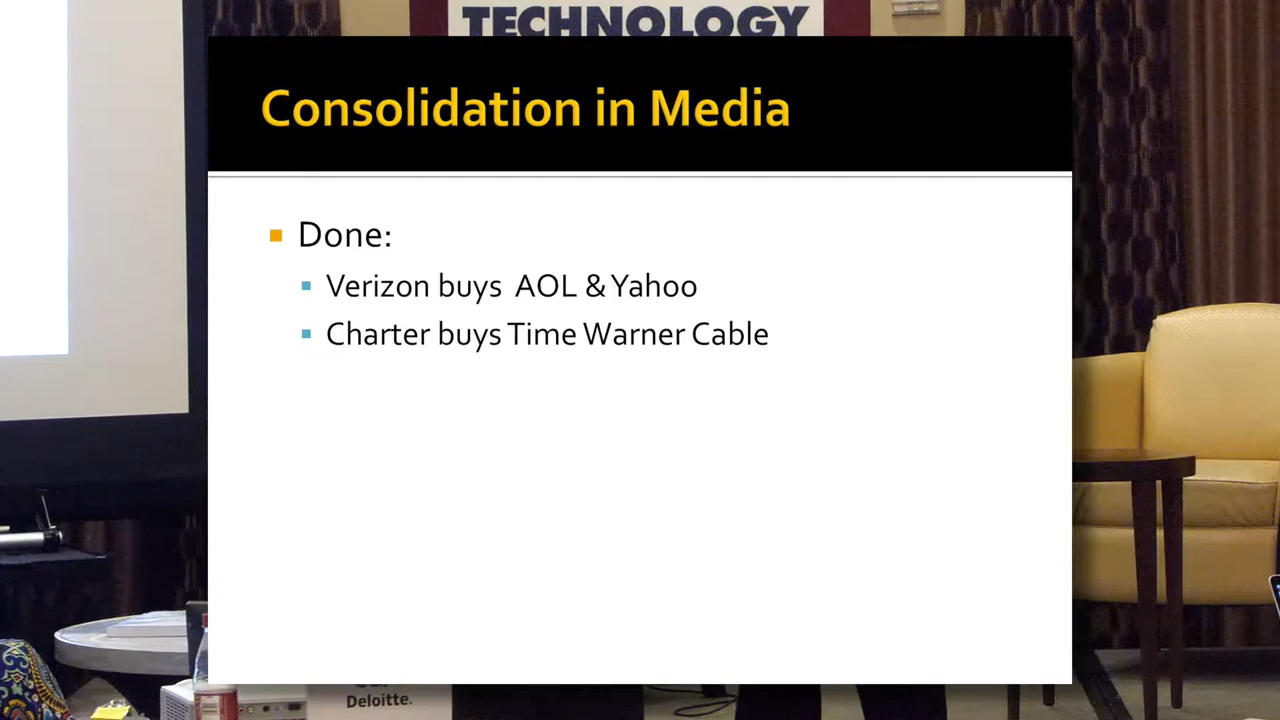 TECHNOLOGY
Consolidation in Media
Done:
Verizon buys AOL & Yahoo
Charter buys Time Warner Cable
Deloitte.